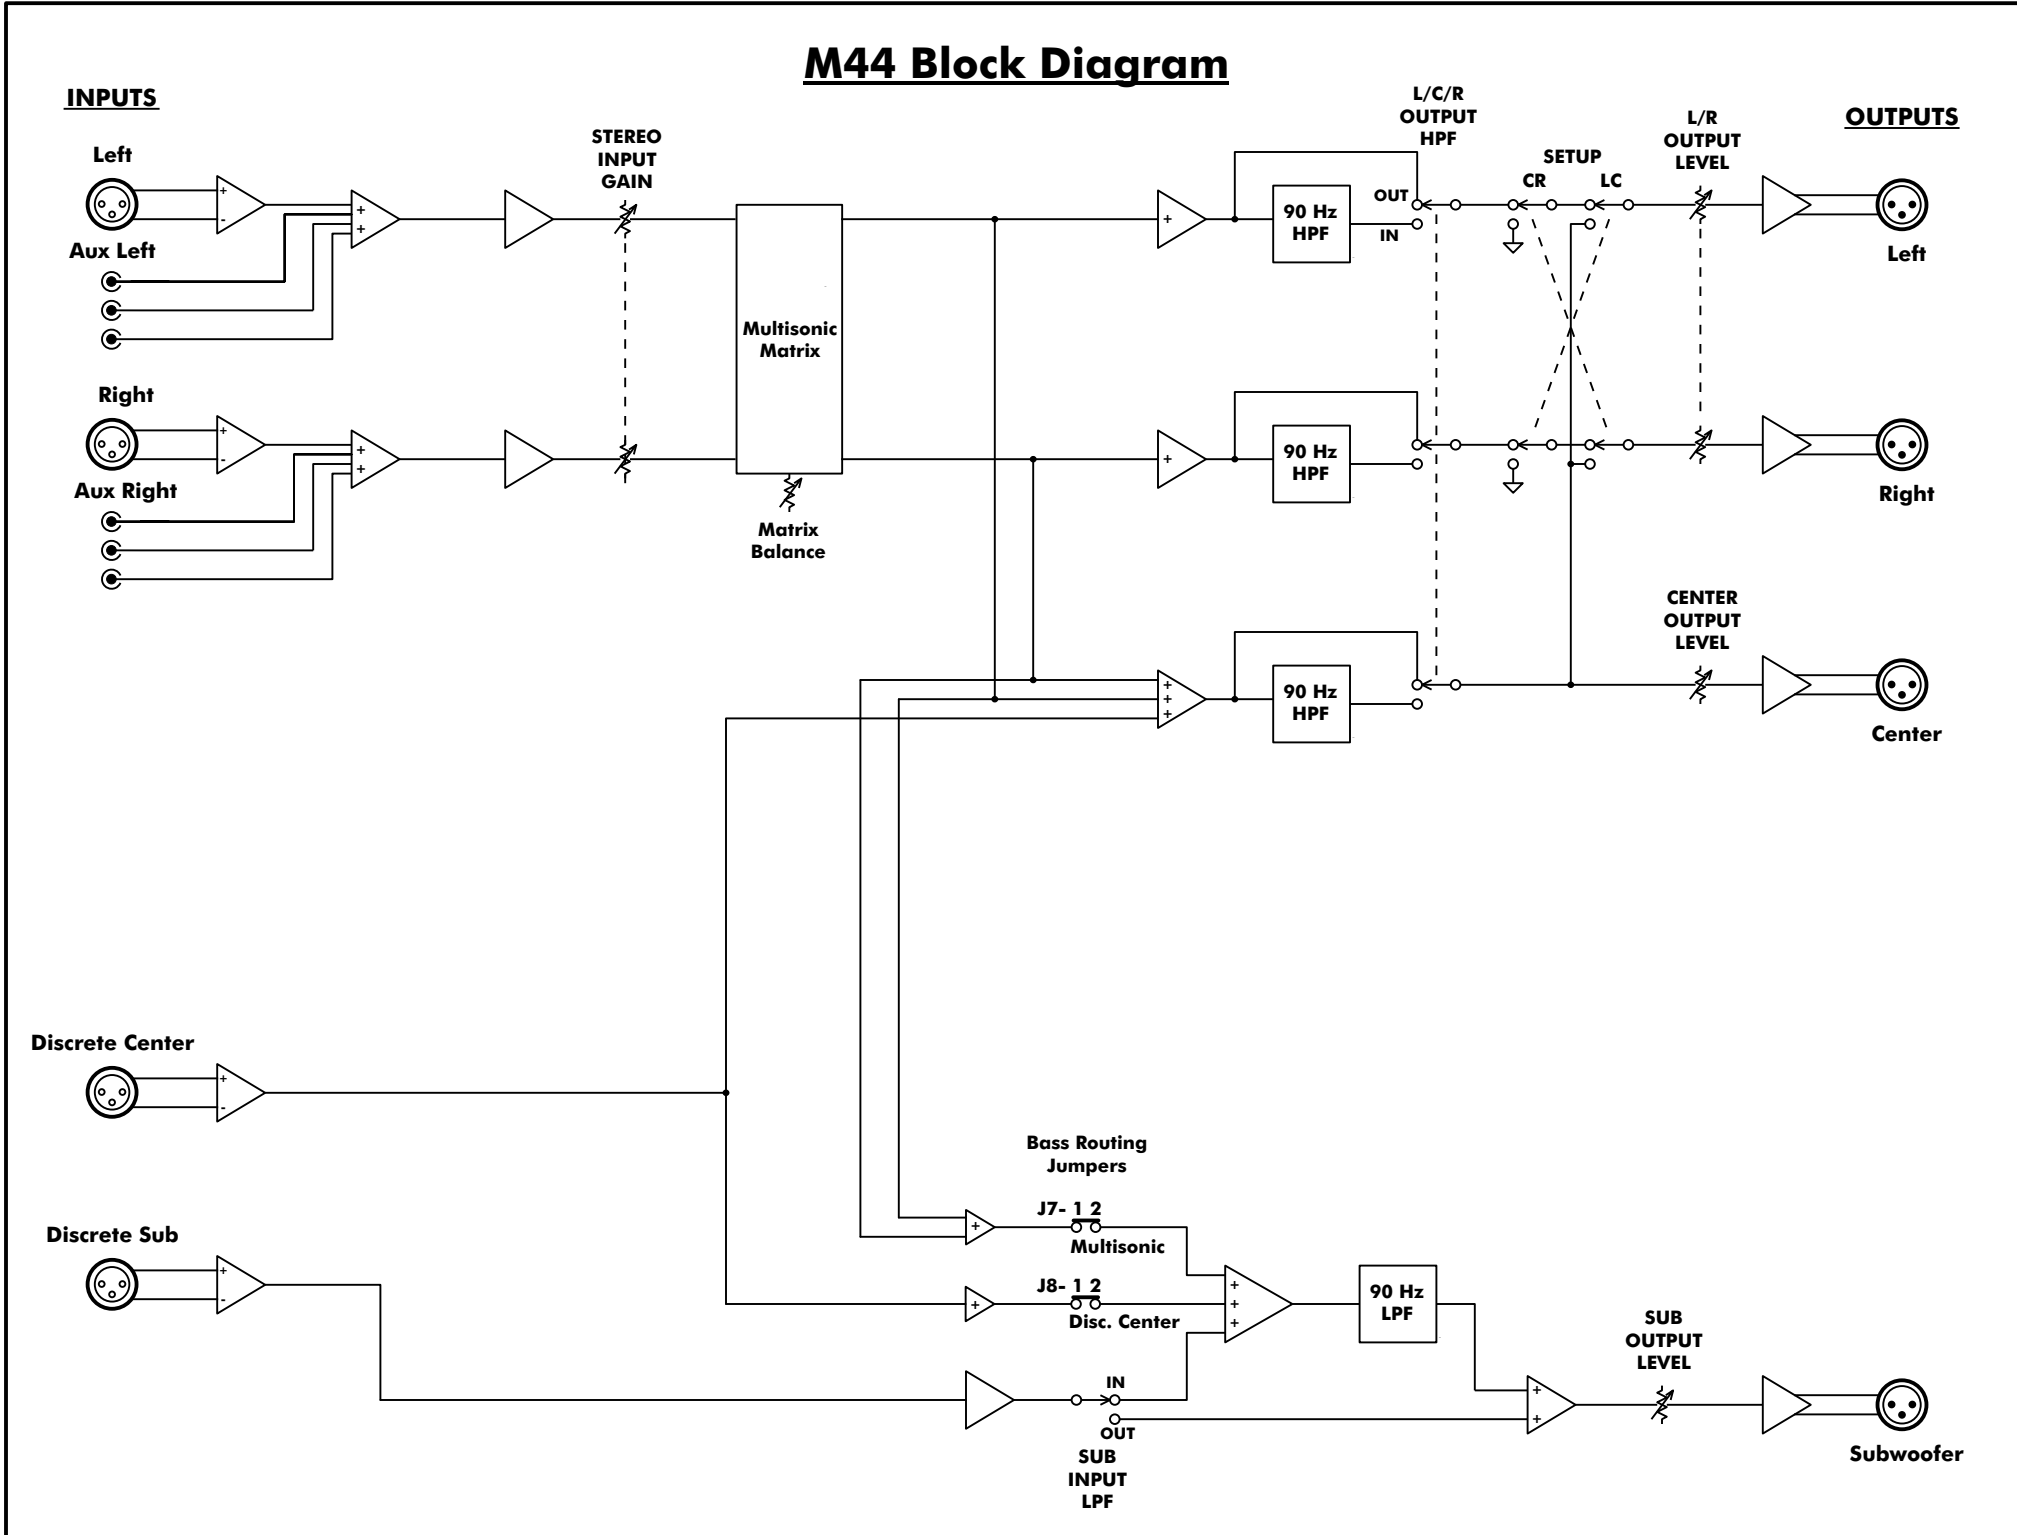 M44 Block Diagram
INPUTS
Left
+
-
Aux Left
+
+
STEREO
INPUT
GAIN
Right
+
-
Aux Right
+
+
Multisonic
Matrix
Matrix
Balance
+
90 Hz
HPF
L/C/R
OUTPUT
HPF
OUT
IN
SETUP
CR
LC
L/R
OUTPUT
LEVEL
OUTPUTS
Left
+
90 Hz
HPF
Right
+
+
+
90 Hz
HPF
CENTER
OUTPUT
LEVEL
Center
Discrete Center
+
-
Discrete Sub
+
-
Bass Routing
Jumpers
+
J7- 1 2
Multisonic
+
J8- 1 2
Disc. Center
IN
OUT
SUB
INPUT
LPF
+
+
+
90 Hz
LPF
+
+
SUB
OUTPUT
LEVEL
Subwoofer